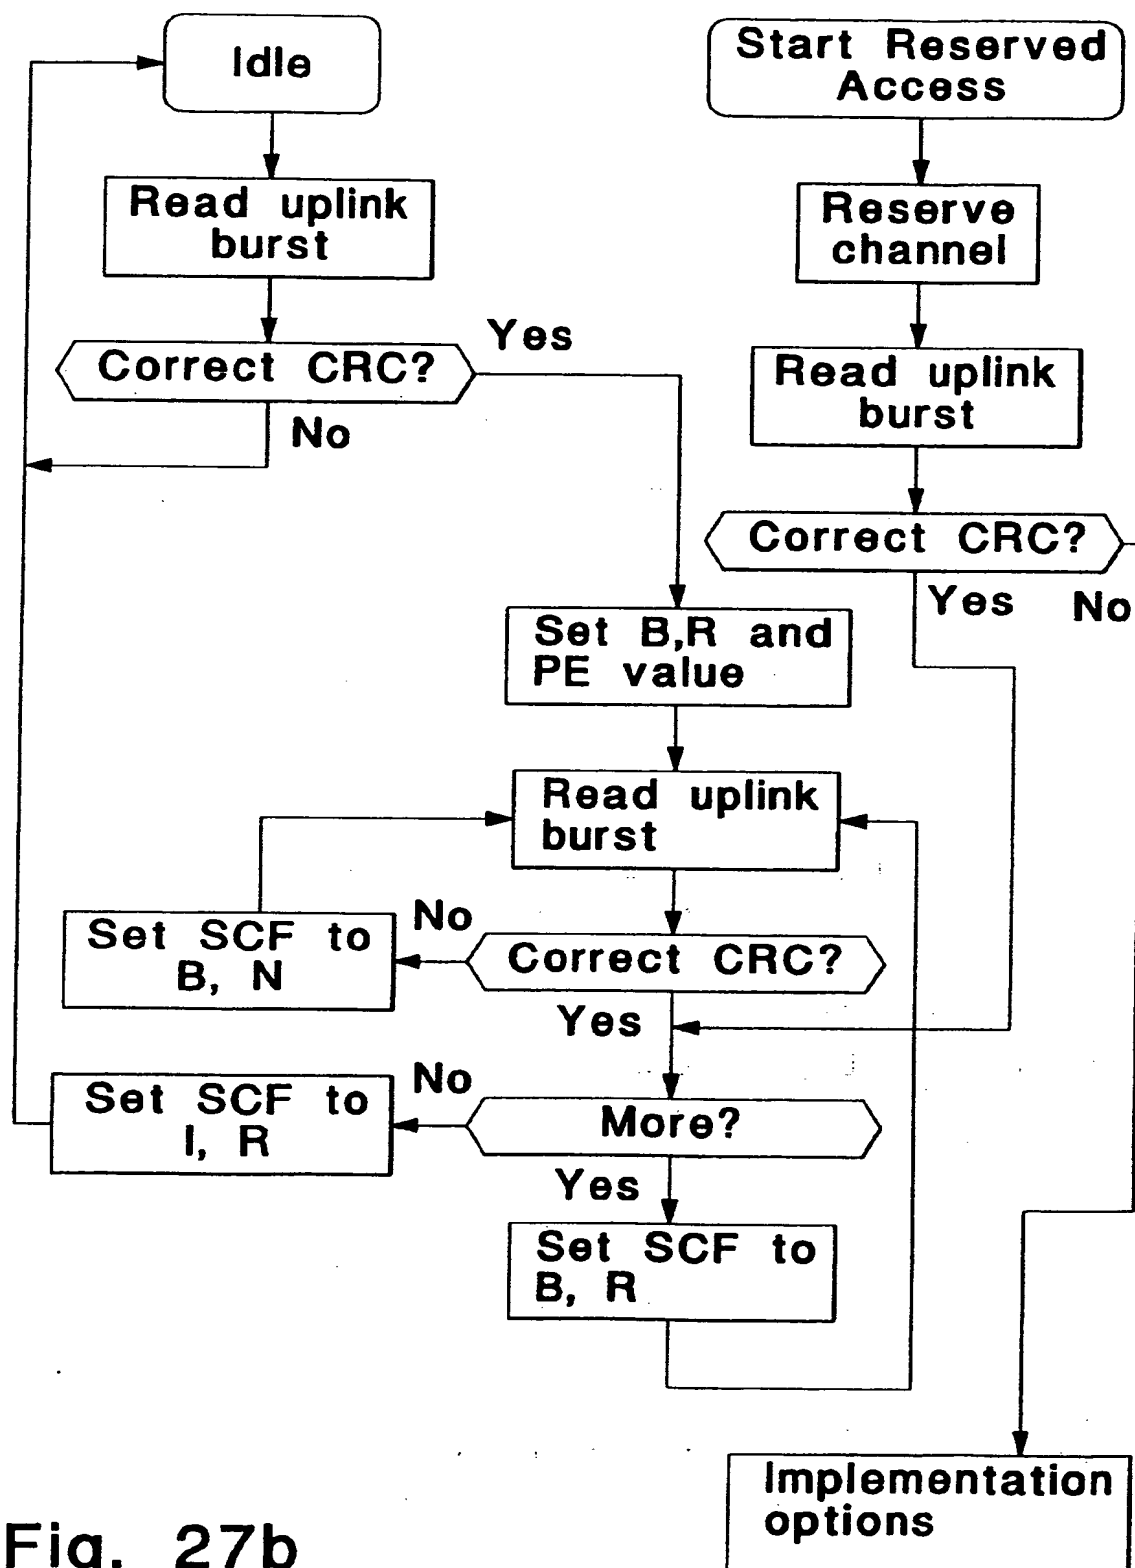 Idle
Start Reserved
Access
Read uplink
burst
Reserve
channel
Correct CRC?
Yes
No
Read uplink
burst
Correct CRC?
Yes
No
Set B,R and
PE value
Read uplink
burst
Set SCF to
B, N
No
Correct CRC?
Yes
Set SCF to
I, R
No
More?
Yes
Set SCF to
B, R
Implementation
options
Fig. 27b